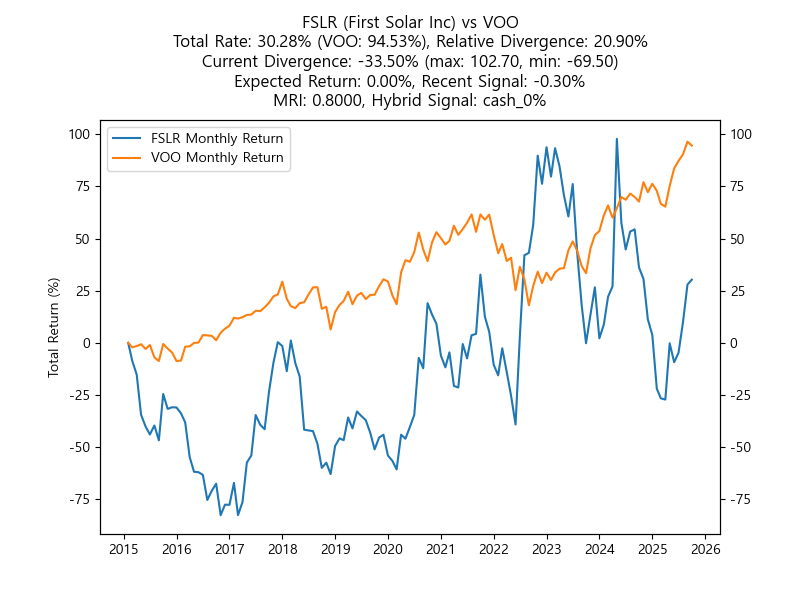 FSLR (First Solar Inc) vs VOO
Total Rate: 30.28% (VOO: 94.53%), Relative Divergence: 20.90%
Current Divergence: -33.50% (max: 102.70, min: -69.50)
Expected Return: 0.00%, Recent Signal: -0.30%
MRI: 0.8000, Hybrid Signal: cash_0%
FSLR Monthly Return
VOO Monthly Return
Total Return (%)
100
75
50
25
0
-25
-50
-75
100
75
50
25
0
-25
-50
-75
2015 2016 2017 2018 2019 2020 2021 2022 2023 2024 2025 2026